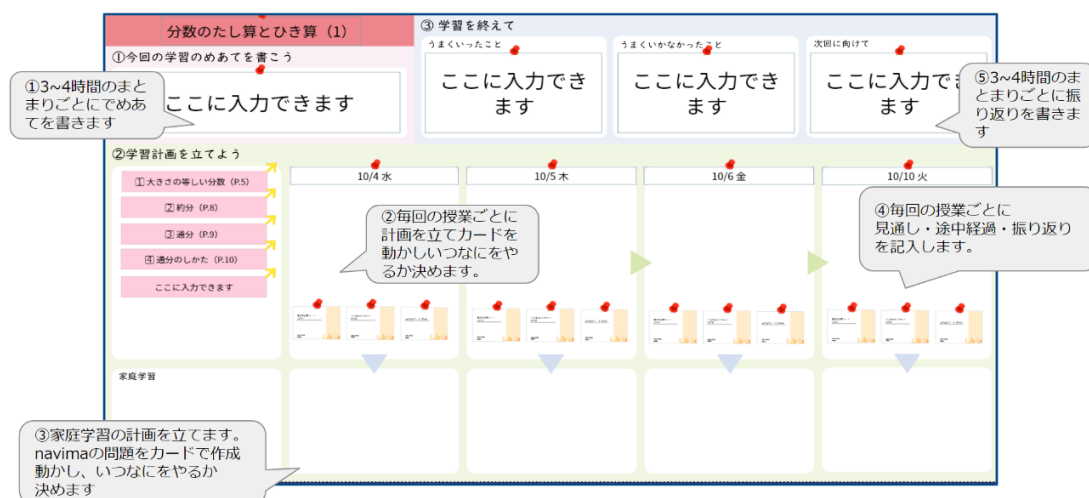 分数のたし算とひき算（1）
①今回の学習のめあてを書こう
ここに入力できます
①3~4時間のまと
まりごとにでめあ
てを書きます
③ 学習を終えて
うまくいったこと
ここに入力でき
ます
うまくいかなかったこと
ここに入力でき
ます
次回に向けて
ここに入力でき
ます
⑤3~4時間のま
とまりごとに振
り返りを書きま
す
②学習計画を立てよう
1 大きさの等しい分数（P.5）
2 約分（P.8）
3 通分（P.9）
4 通分のしかた（P.10）
ここに入力できます
10/4 水
10/5 木
10/6 金
10/10 火
②毎回の授業ごとに
計画を立てカードを
動かしいつなにをや
るか決めます。
④毎回の授業ごとに
見通し・途中経過・振り返り
を記入します。
家庭学習
③家庭学習の計画を立てます。
navimaの問題をカードで作成
動かし、いつなにをやるか
決めます